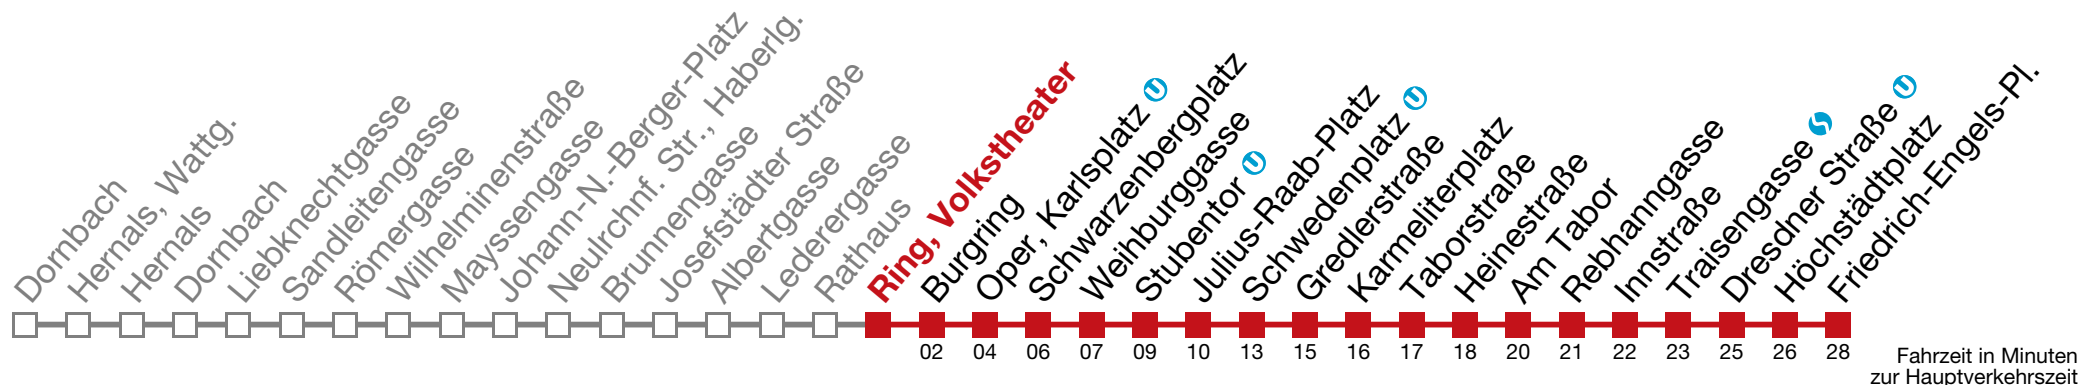 Dornbach
Hernals, Wattg.
Hernals
Dornbach
Liebknechtgasse
Sandleitengasse
Römergasse
Wilhelminenstraße
Mayssengasse
Johann-N.-Berger-Platz
Neulrchnf. Str., Haberlg.
Brunnengasse
Josefstädter Straße
Albertgasse
Lederergasse
Rathaus
Ring, Volkstheater
Burgring
Oper, Karlsplatz U
Schwarzenbergplatz
Weihburggasse
Stubentor U
Julius-Raab-Platz
Schwedenplatz U
Gredlerstraße
Karmeliterplatz
Taborstraße
Heinestraße
Am Tabor
Rebhanngasse
Innstraße
Traisengasse S
Dresdner Straße U
Höchstädtplatz
Friedrich-Engels-Pl.
02 04 06 07 09 10 13 15 16 17 18 20 21 22 23 25 26 28
Fahrzeit in Minuten
zur Hauptverkehrszeit